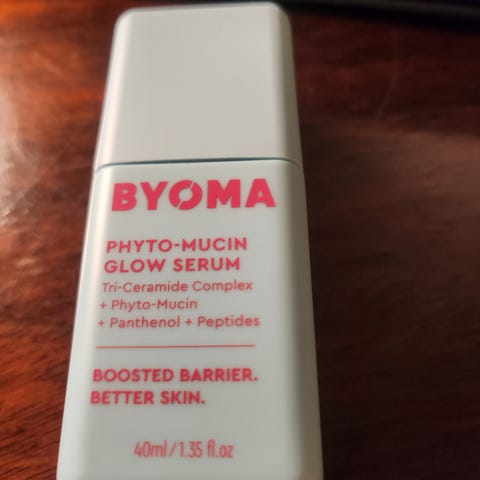 BYOMA
PHYTO-MUCIN
GLOW SERUM
Tri-Ceramide Complex
+ Phyto-Mucin
+ Panthenol + Peptides
BOOSTED BARRIER.
BETTER SKIN.
40ml/1.35 fl.oz